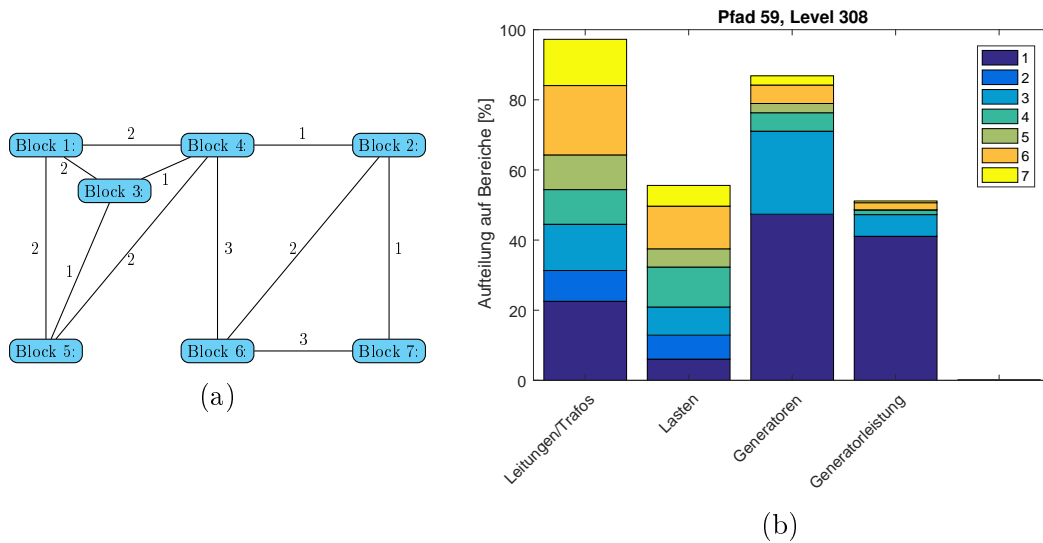 Block 1:
2
Block 4:
1
Block 2:
2
Block 3:
1
2
1
2
3
2
1
Block 5:
Block 6:
3
Block 7:
(a)
Pfad 59, Level 308
Aufteilung auf Bereiche [%]
100
80
60
40
20
0
Leitungen/Trafos
Lasten
Generatoren
Generatorleistung
1
2
3
4
5
6
7
(b)